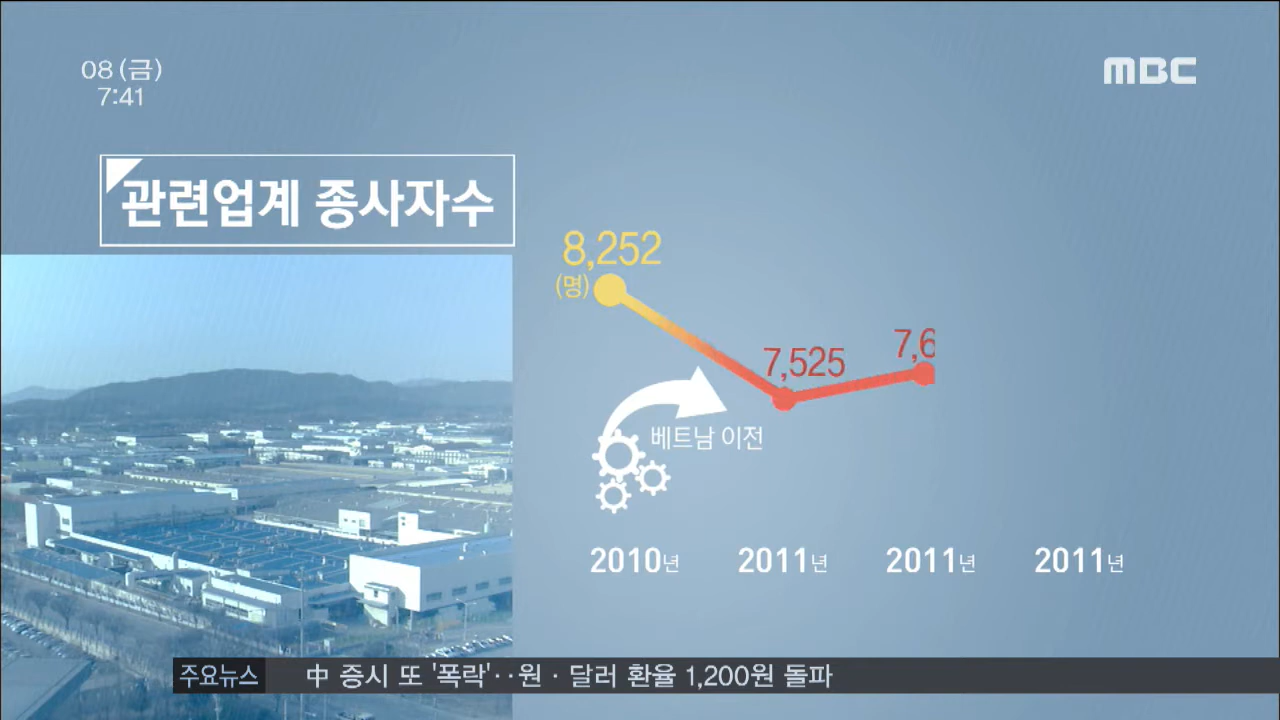 08 (금)
7:41
MBC
관련업계 종사자수
8,252
(명)
7,525
7,6
베트남 이전
2010년
2011년
2011년
2011년
주요뉴스
中 증시 또 '폭락'··원·달러 환율 1,200원 돌파